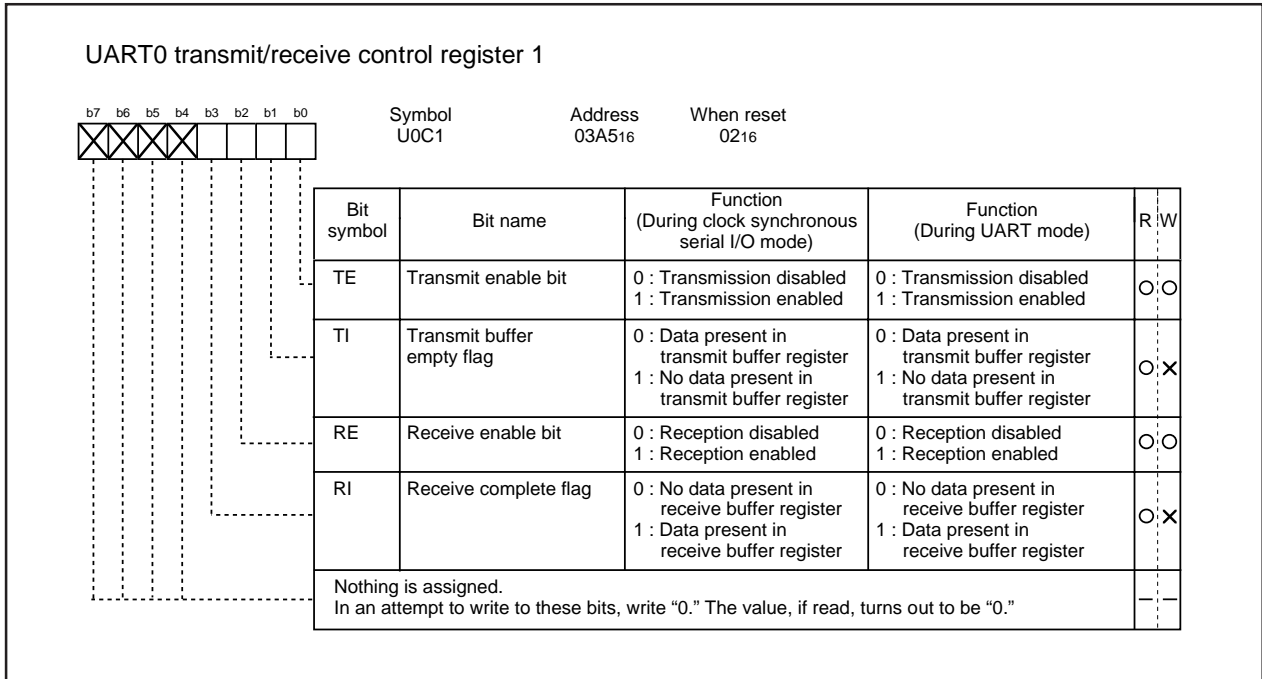 UART0 transmit/receive control register 1
b7 b6 b5 b4 b3 b2 b1 b0
Symbol Address When reset
U0C1 03A516 0216
Bit symbol
Bit name
Function
(During clock synchronous
serial I/O mode)
Function
(During UART mode)
R W
TE
Transmit enable bit
0 : Transmission disabled
1 : Transmission enabled
0 : Transmission disabled
1 : Transmission enabled
TI
Transmit buffer
empty flag
0 : Data present in
transmit buffer register
1 : No data present in
transmit buffer register
0 : Data present in
transmit buffer register
1 : No data present in
transmit buffer register
RE
Receive enable bit
0 : Reception disabled
1 : Reception enabled
0 : Reception disabled
1 : Reception enabled
RI
Receive complete flag
0 : No data present in
receive buffer register
1 : Data present in
receive buffer register
0 : No data present in
receive buffer register
1 : Data present in
receive buffer register
Nothing is assigned.
In an attempt to write to these bits, write “0.” The value, if read, turns out to be “0.”